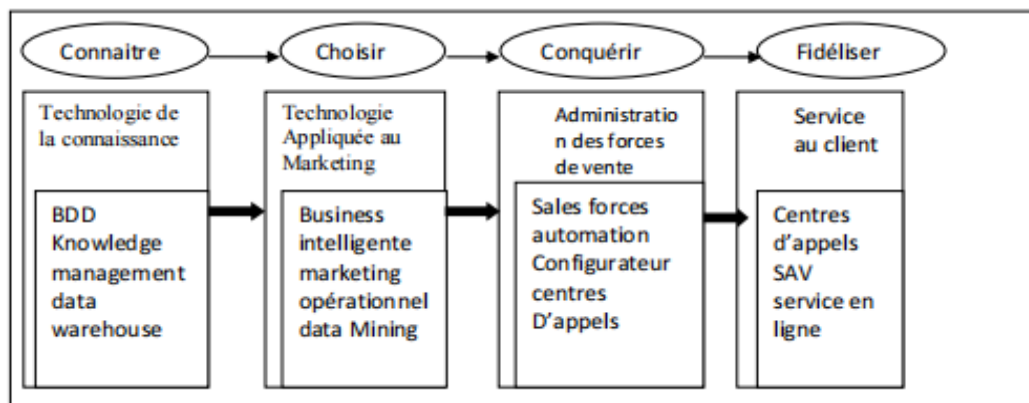 Connaitre
Choisir
Conquérir
Fidéliser
Technologie de
la connaissance
BDD
Knowledge
management
data
warehouse
Technologie
Appliquée au
Marketing
Business
intelligente
marketing
opérationnel
data Mining
Administratio
n des forces
de vente
Sales forces
automation
Configurateur
centres
D'appels
Service
au client
Centres
d'appels
SAV
service en
ligne